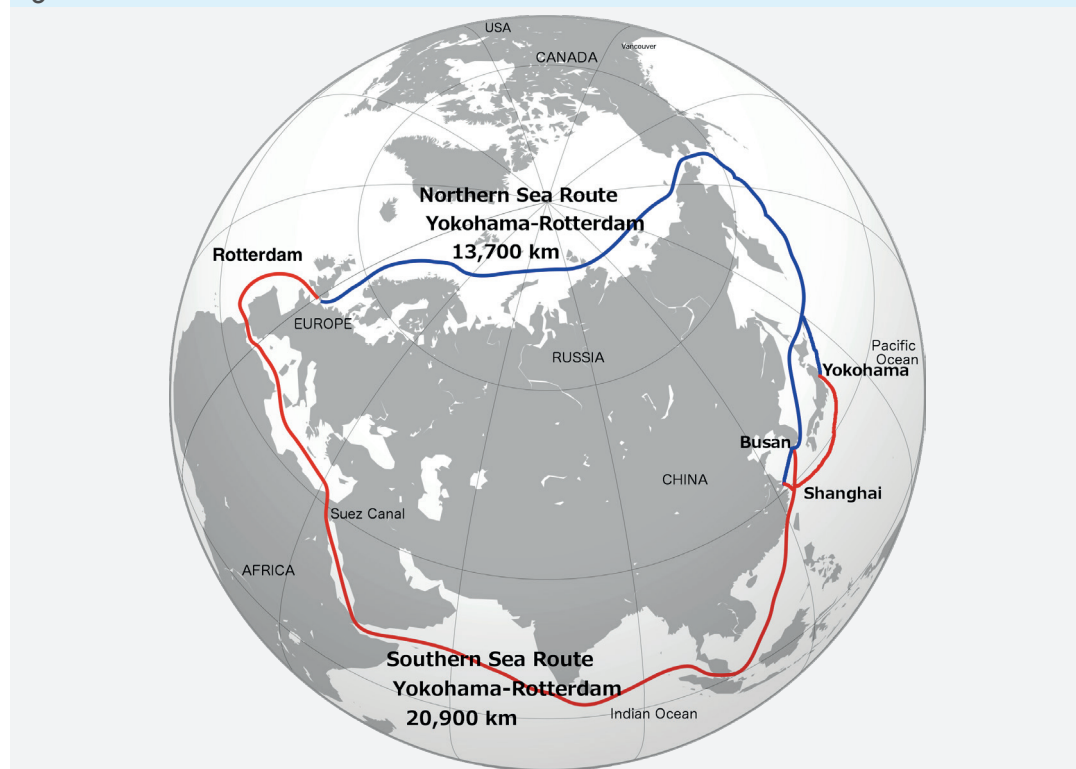 USA
Vancouver
CANADA
Northern Sea Route
Yokohama-Rotterdam
13,700 km
Rotterdam
EUROPE
RUSSIA
Pacific
Ocean
Yokohama
Busan
CHINA
Shanghai
Suez Canal
AFRICA
Southern Sea Route
Yokohama-Rotterdam
20,900 km
Indian Ocean